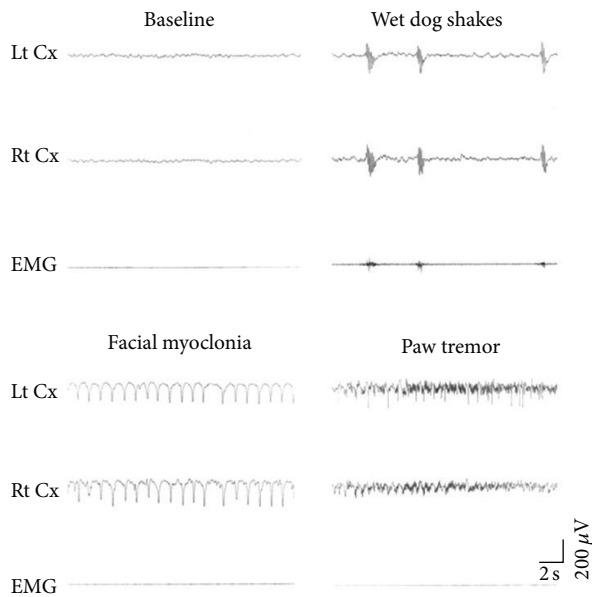 Baseline
Wet dog shakes
Lt Cx
Rt Cx
EMG
Facial myoclonia
Paw tremor
Lt Cx
Rt Cx
EMG
2 s
200 μV